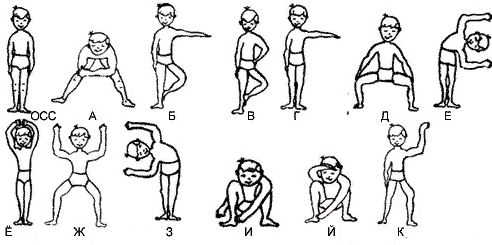 ОСС А Б В Г Д Е
Ё Ж З И Й К